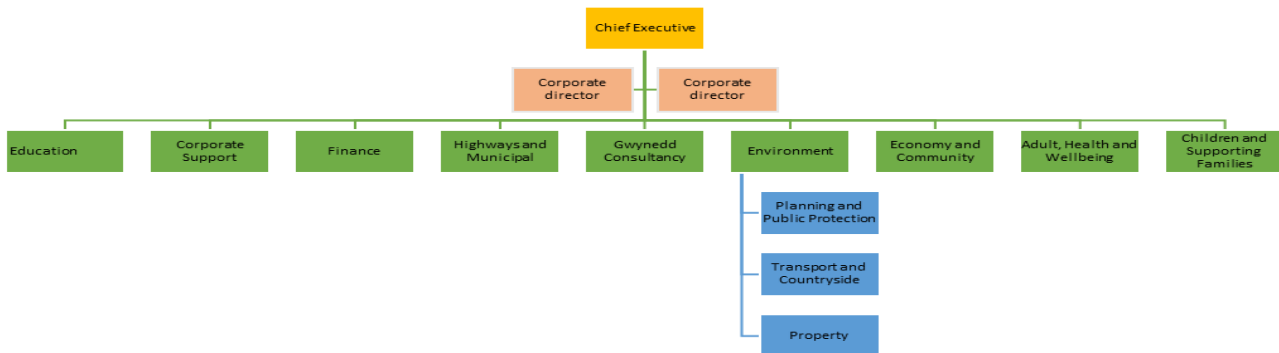 Chief Executive
Corporate
director
Corporate
director
Education
Corporate
Support
Finance
Highways and
Municipal
Gwynedd
Consultancy
Environment
Economy and
Community
Adult, Health and
Wellbeing
Children and
Supporting
Families
Planning and
Public Protection
Transport and
Countryside
Property